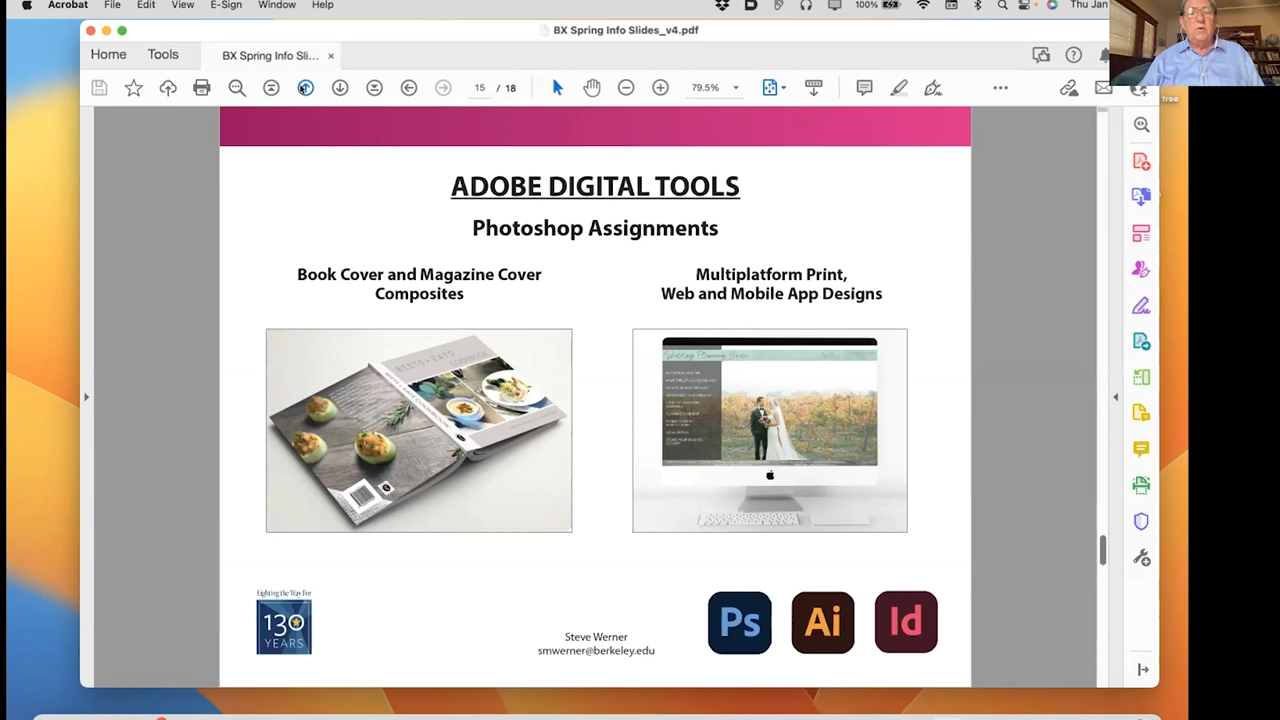 Acrobat File Edit View E-Sign Window Help 100% Thu Jan
BX Spring Info Slides_v4.pdf
Home Tools BX Spring Info Sli... ×
15 / 18 79.5%
free
ADOBE DIGITAL TOOLS
Photoshop Assignments
Book Cover and Magazine Cover
Composites
Multiplatform Print,
Web and Mobile App Designs
Lighting the Way For
130
YEARS
Steve Werner
smwerner@berkeley.edu
Ps Ai Id